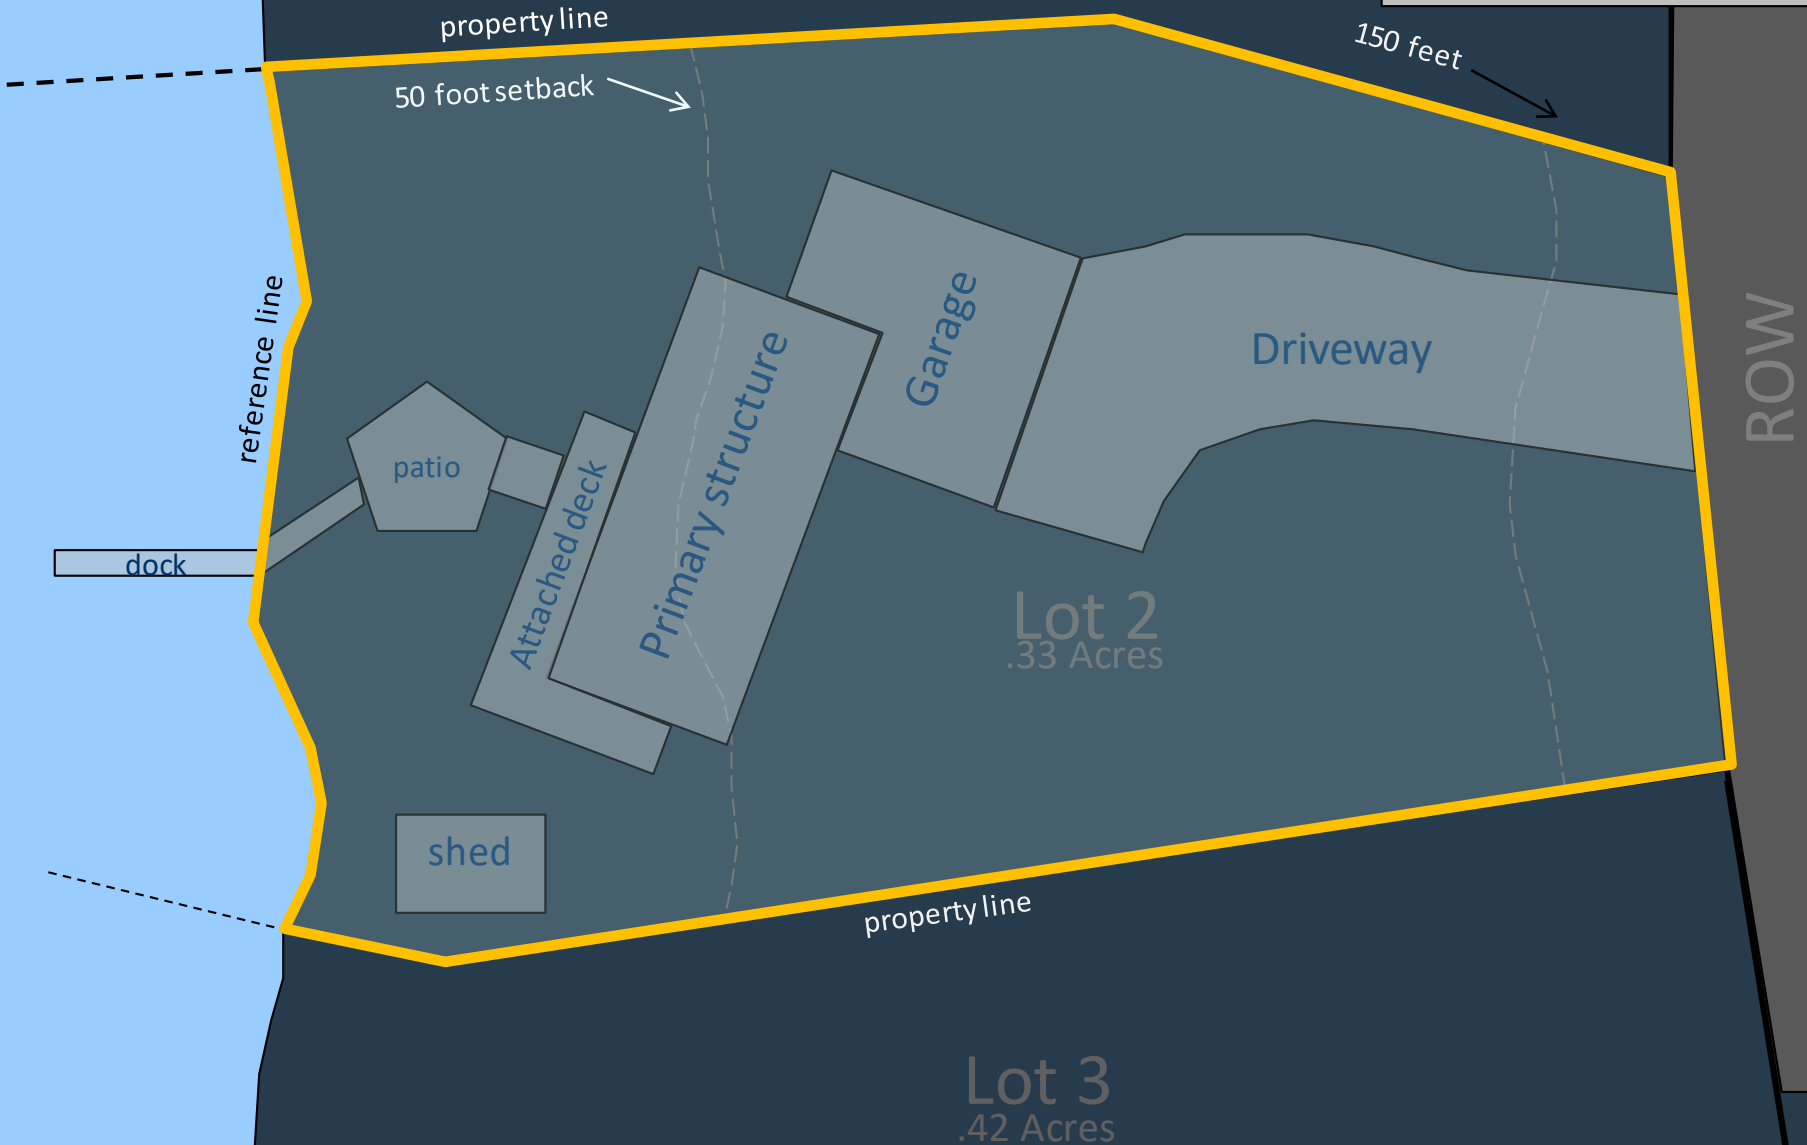 property line
150 feet
50 foot setback
reference line
Garage
Driveway
ROW
Primary structure
patio
Attached deck
dock
Lot 2
.33 Acres
shed
property line
Lot 3
.42 Acres